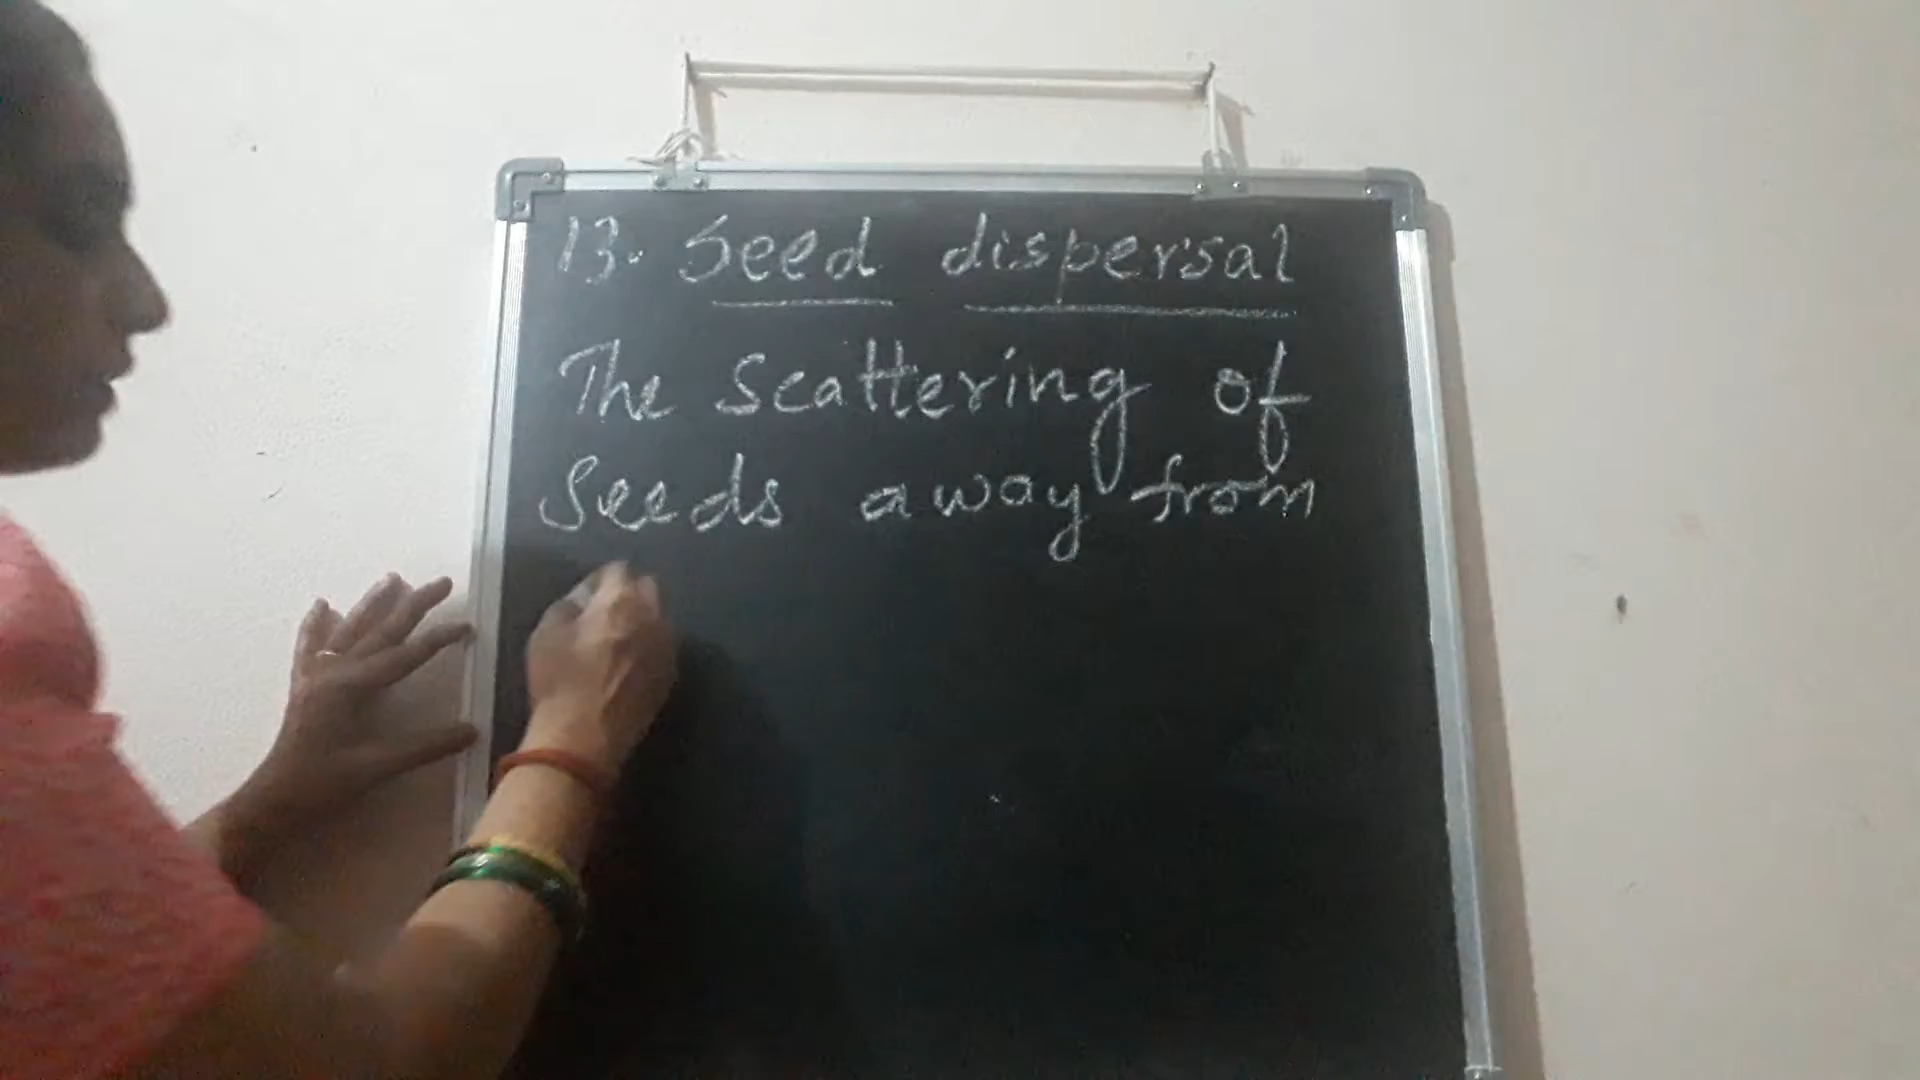 13. Seed dispersal
The Scattering of
Seeds away from